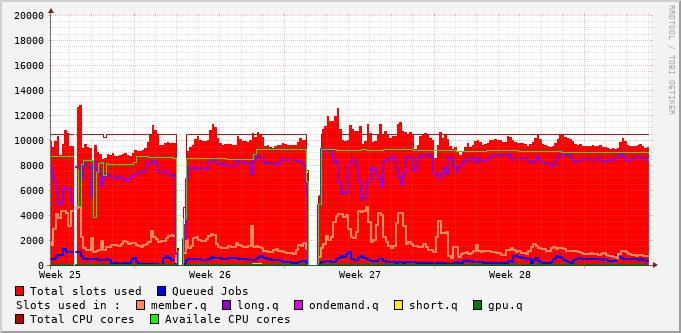 20000
18000
16000
14000
12000
10000
8000
6000
4000
2000
0
Week 25 Week 26 Week 27 Week 28
Total slots used Queued Jobs
Slots used in : member.q long.q ondemand.q short.q gpu.q
Total CPU cores Availale CPU cores
RRDTOOL / TOBI OETIKER